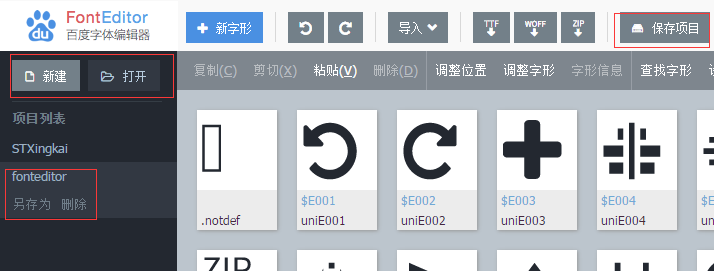 FontEditor
百度字体编辑器
du
新字形
导入
TTF
WOFF
ZIP
保存项目
新建
打开
复制(C) 剪切(X) 粘贴(V) 删除(D) 调整位置 调整字形 字形信息 查找字形
项目列表
STXingkai
fonteditor
另存为 删除
.notdef
$E001
uniE001
$E002
uniE002
$E003
uniE003
$E004
uniE004
ZIP